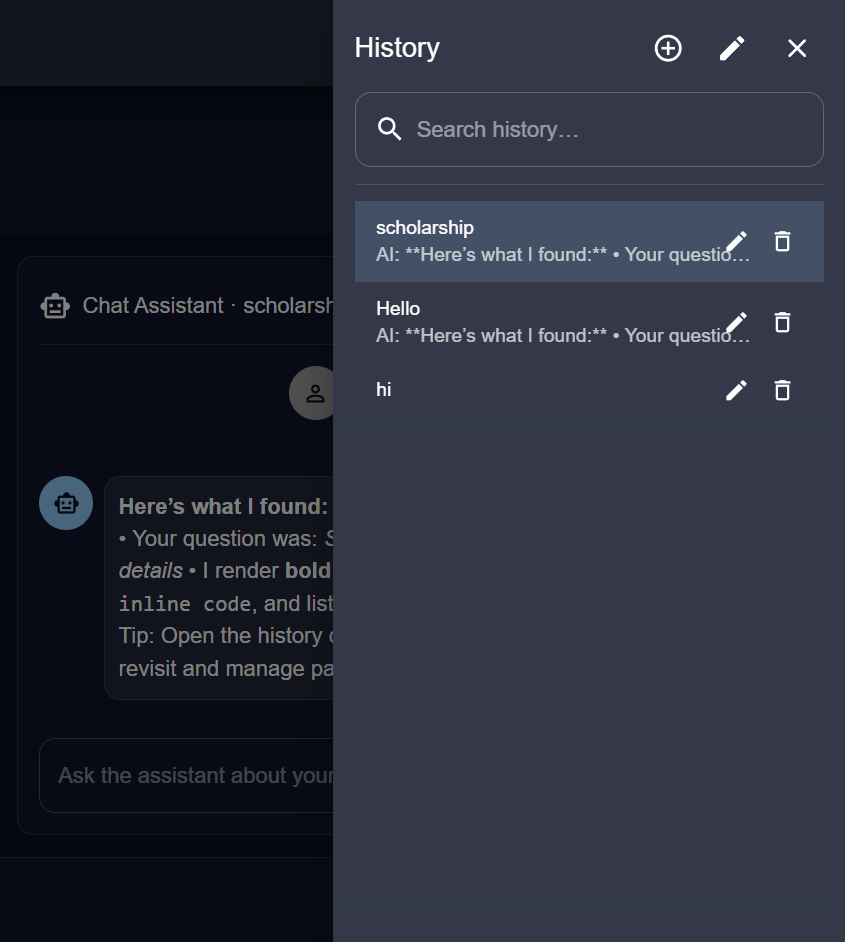 History
Search history…
scholarship
AI: **Here’s what I found:** • Your questio…
Hello
AI: **Here’s what I found:** • Your questio…
hi
Chat Assistant · scholarsh
Here’s what I found:
• Your question was: S
details • I render bold
inline code, and list
Tip: Open the history
revisit and manage pa
Ask the assistant about your